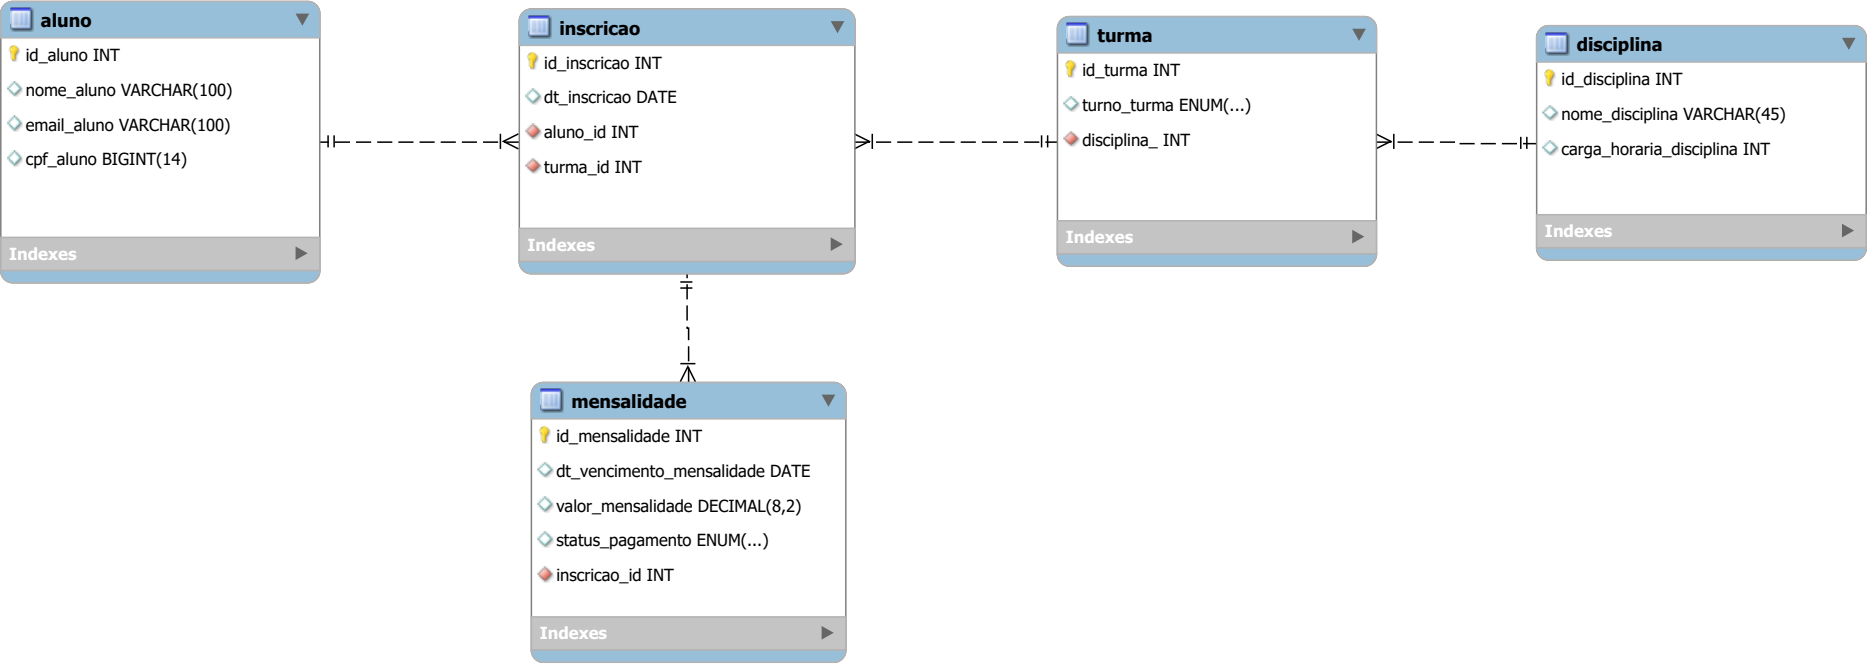 aluno
id_aluno INT
nome_aluno VARCHAR(100)
email_aluno VARCHAR(100)
cpf_aluno BIGINT(14)
Indexes
inscricao
id_inscricao INT
dt_inscricao DATE
aluno_id INT
turma_id INT
Indexes
turma
id_turma INT
turno_turma ENUM(...)
disciplina_ INT
Indexes
disciplina
id_disciplina INT
nome_disciplina VARCHAR(45)
carga_horaria_disciplina INT
Indexes
mensalidade
id_mensalidade INT
dt_vencimento_mensalidade DATE
valor_mensalidade DECIMAL(8,2)
status_pagamento ENUM(...)
inscricao_id INT
Indexes